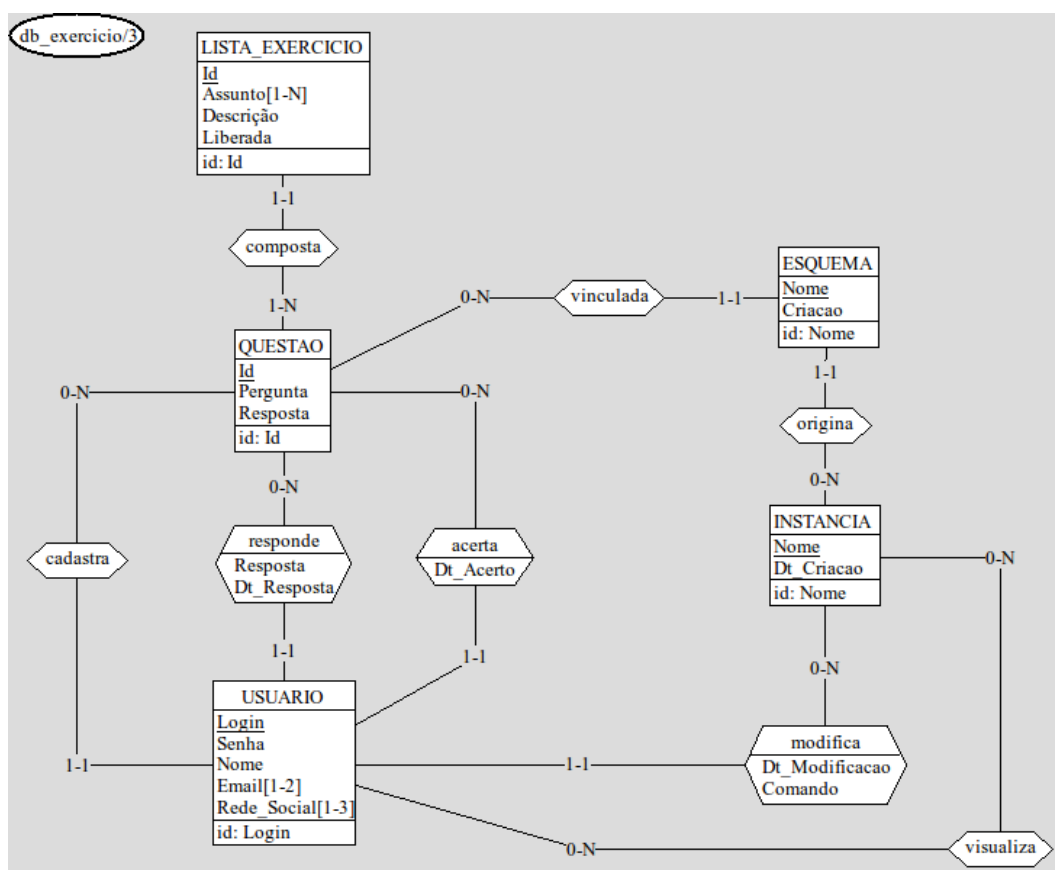 db_exercicio/3
LISTA_EXERCICIO
Id
Assunto[1-N]
Descrição
Liberada
id: Id
1-1
composta
1-N
QUESTAO
Id
Pergunta
Resposta
id: Id
0-N
vinculada
1-1
ESQUEMA
Nome
Criacao
id: Nome
1-1
origina
0-N
INSTANCIA
Nome
Dt_Criacao
id: Nome
0-N
cadastra
1-1
0-N
responde
Resposta
Dt_Resposta
1-1
0-N
acerta
Dt_Acerto
1-1
USUARIO
Login
Senha
Nome
Email[1-2]
Rede_Social[1-3]
id: Login
0-N
modifica
Dt_Modificacao
Comando
1-1
0-N
visualiza
0-N